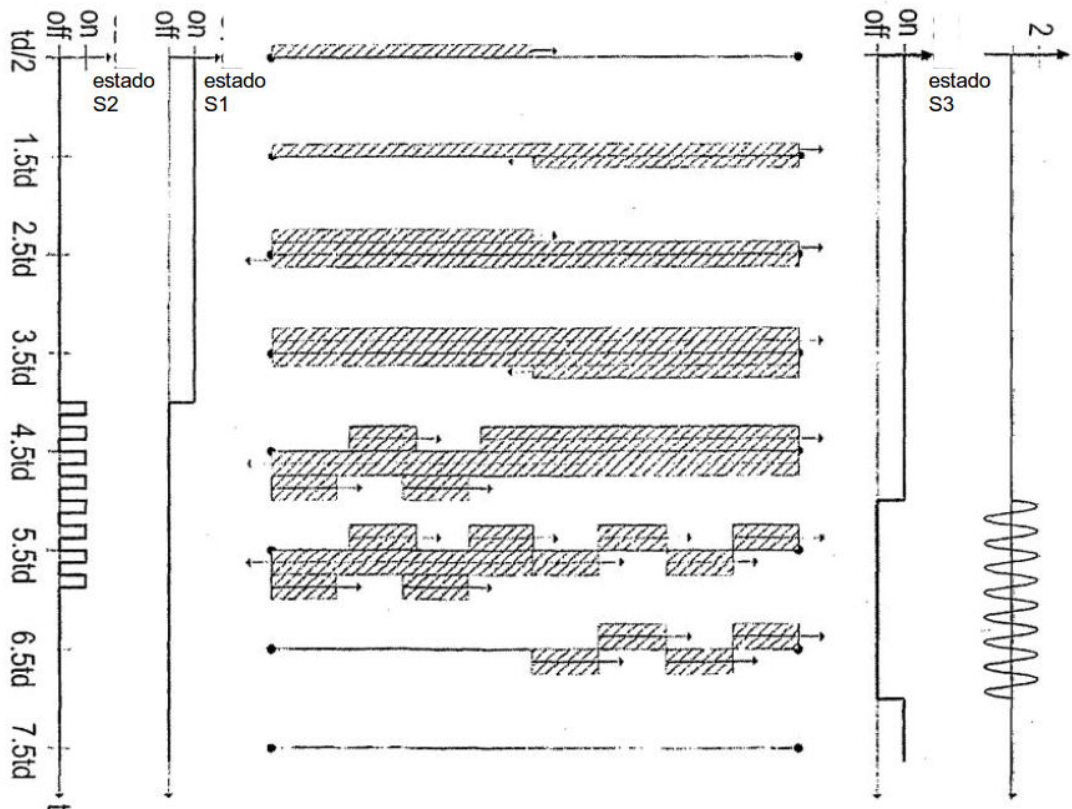 off
on
off
on
off
on
2
estado
S2
estado
S1
estado
S3
td/2
1.5td
2.5td
3.5td
4.5td
5.5td
6.5td
7.5td